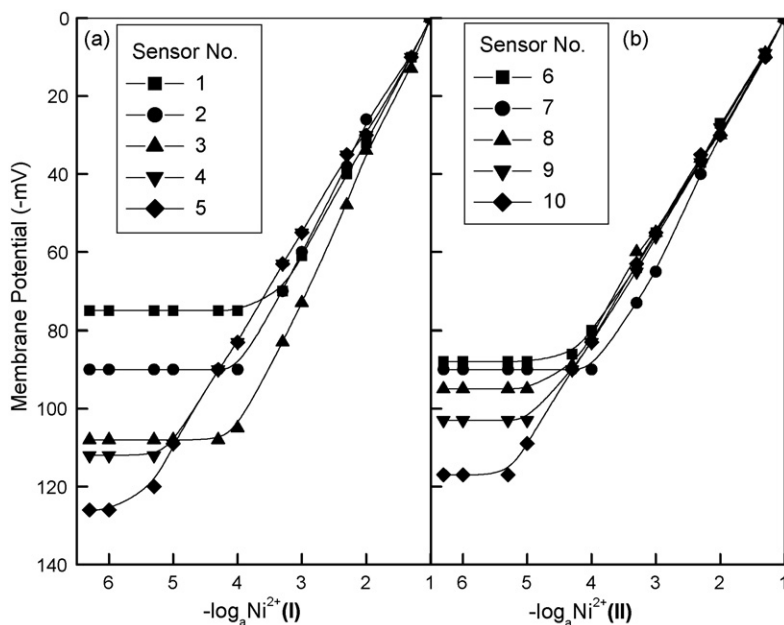 Membrane Potential (-mV)
0
20
40
60
80
100
120
140
(a)
Sensor No.
1
2
3
4
5
6 5 4 3 2 1
-logₐNi²⁺(I)
(b)
Sensor No.
6
7
8
9
10
6 5 4 3 2 1
-logₐNi²⁺(II)